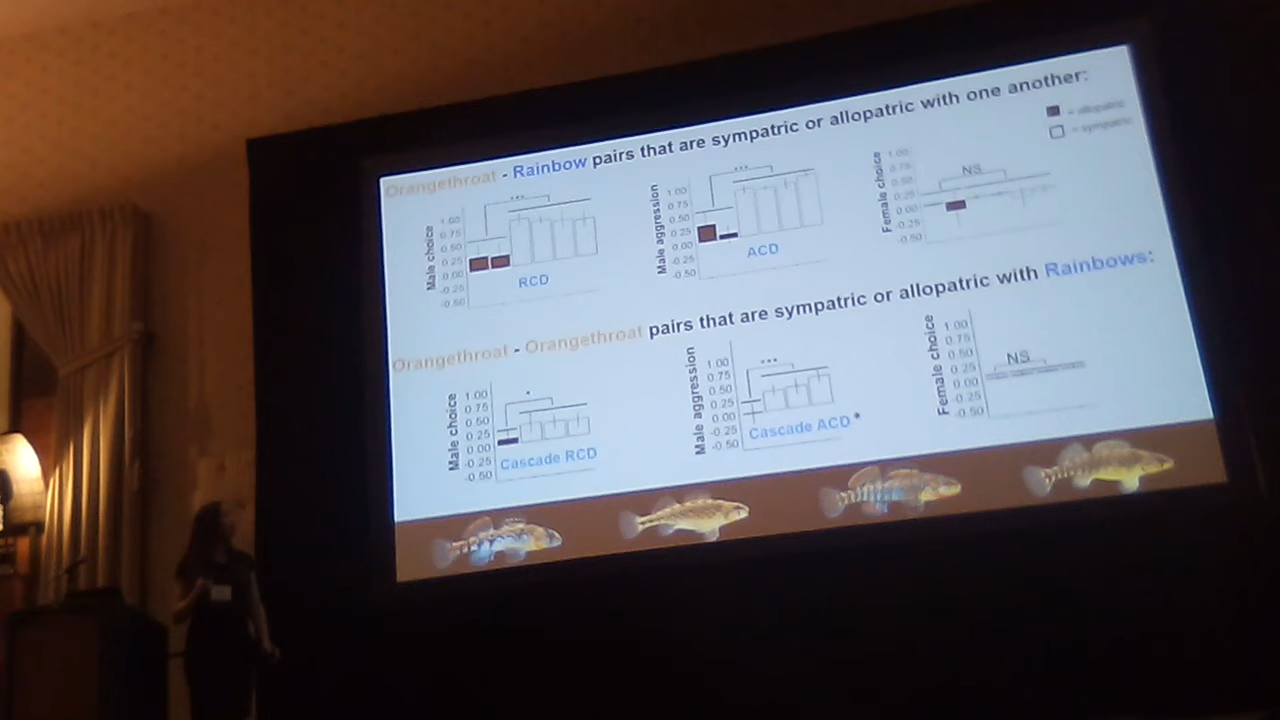 Orangethroat - Rainbow pairs that are sympatric or allopatric with one another:
= allopatric
= sympatric
Male choice
1.00
0.75
0.50
0.25
0.00
-0.25
-0.50
***
RCD
Male aggression
1.00
0.75
0.50
0.25
0.00
-0.25
-0.50
***
ACD
Female choice
1.00
0.75
0.50
0.25
0.00
-0.25
-0.50
NS
Orangethroat - Orangethroat pairs that are sympatric or allopatric with Rainbows:
Male choice
1.00
0.75
0.50
0.25
0.00
-0.25
-0.50
*
Cascade RCD
Male aggression
1.00
0.75
0.50
0.25
0.00
-0.25
-0.50
***
Cascade ACD *
Female choice
1.00
0.75
0.50
0.25
0.00
-0.25
-0.50
NS